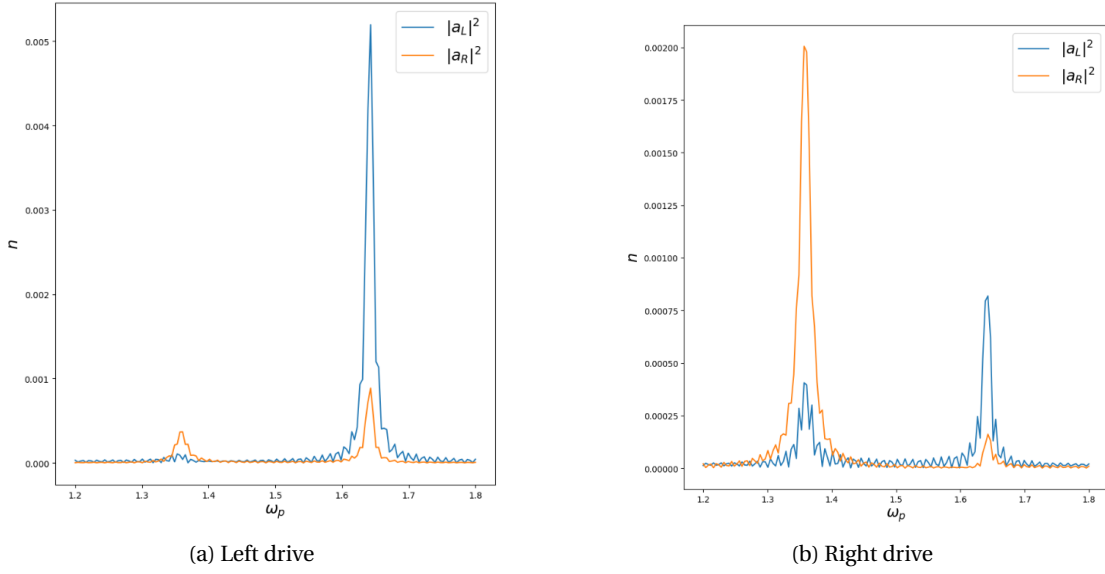 |a_L|^2
|a_R|^2
0.005
0.004
0.003
0.002
0.001
0.000
n
1.2 1.3 1.4 1.5 1.6 1.7 1.8
ω_p
(a) Left drive
|a_L|^2
|a_R|^2
0.00200
0.00175
0.00150
0.00125
0.00100
0.00075
0.00050
0.00025
0.00000
n
1.2 1.3 1.4 1.5 1.6 1.7 1.8
ω_p
(b) Right drive